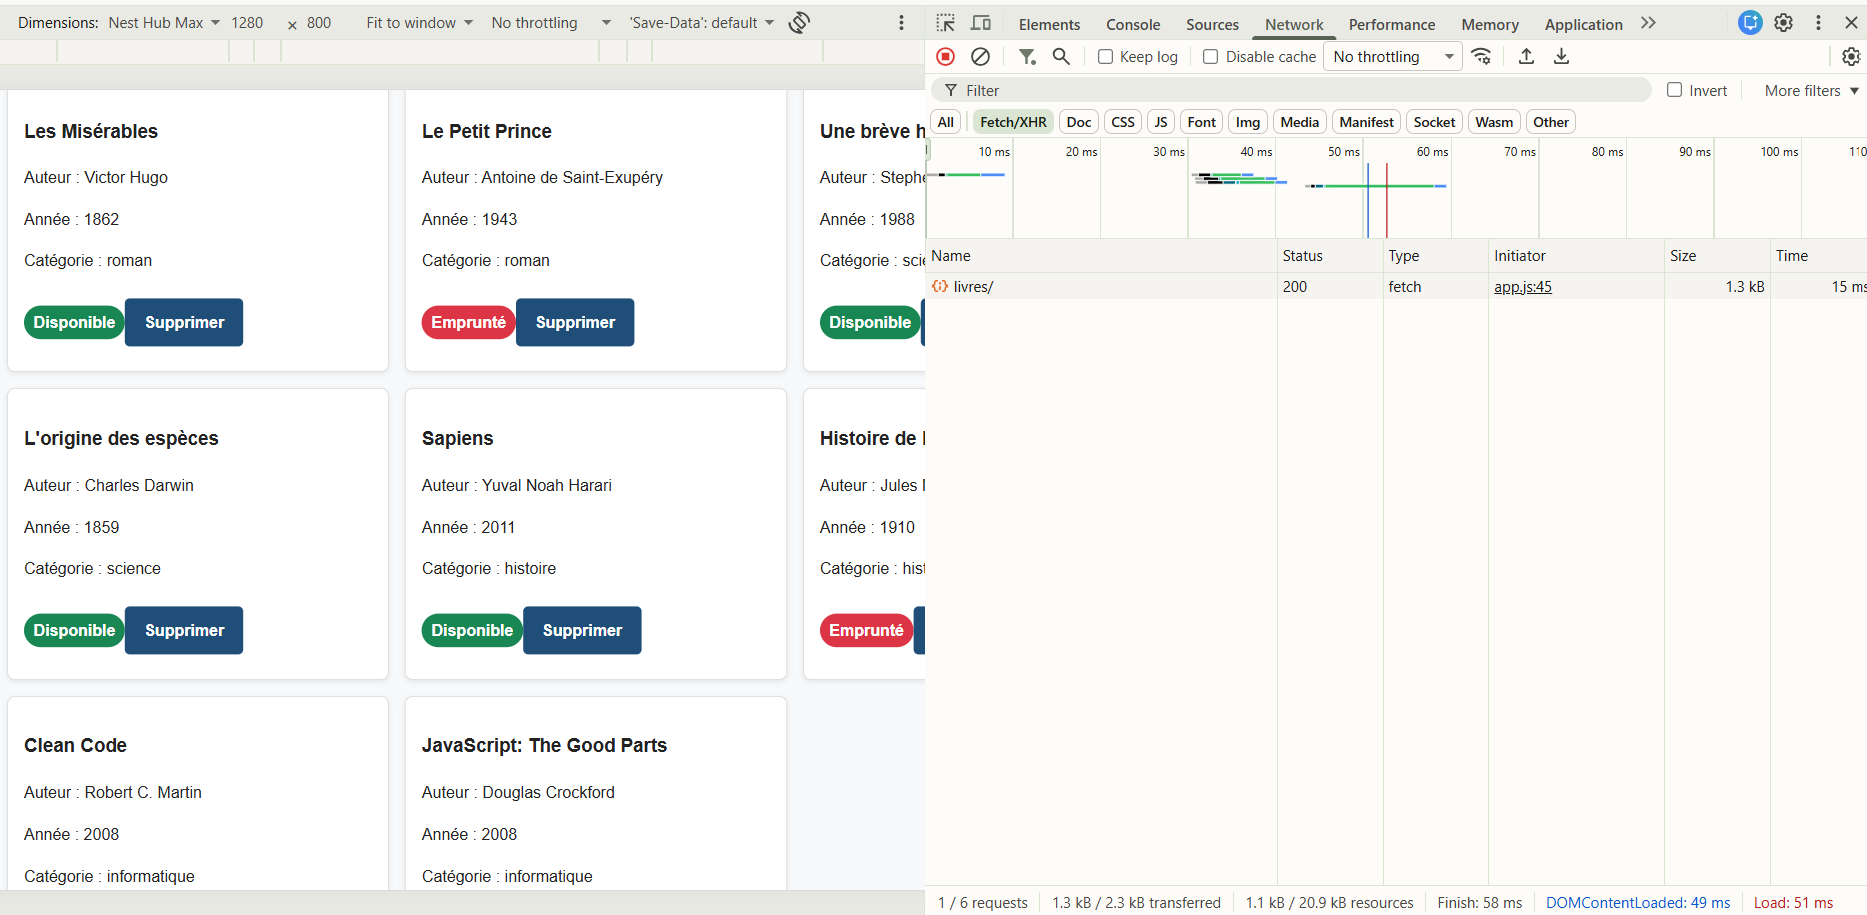 Dimensions: Nest Hub Max 1280 × 800 Fit to window No throttling 'Save-Data': default
Les Misérables
Auteur : Victor Hugo
Année : 1862
Catégorie : roman
Disponible Supprimer
Le Petit Prince
Auteur : Antoine de Saint-Exupéry
Année : 1943
Catégorie : roman
Emprunté Supprimer
Une brève h
Auteur : Stephe
Année : 1988
Catégorie : scie
Disponible
L'origine des espèces
Auteur : Charles Darwin
Année : 1859
Catégorie : science
Disponible Supprimer
Sapiens
Auteur : Yuval Noah Harari
Année : 2011
Catégorie : histoire
Disponible Supprimer
Histoire de
Auteur : Jules
Année : 1910
Catégorie : hist
Emprunté
Clean Code
Auteur : Robert C. Martin
Année : 2008
Catégorie : informatique
JavaScript: The Good Parts
Auteur : Douglas Crockford
Année : 2008
Catégorie : informatique
Elements Console Sources Network Performance Memory Application
Keep log Disable cache No throttling
Filter Invert More filters
All Fetch/XHR Doc CSS JS Font Img Media Manifest Socket Wasm Other
10 ms 20 ms 30 ms 40 ms 50 ms 60 ms 70 ms 80 ms 90 ms 100 ms 110
Name Status Type Initiator Size Time
livres/ 200 fetch app.js:45 1.3 kB 15 ms
1 / 6 requests 1.3 kB / 2.3 kB transferred 1.1 kB / 20.9 kB resources Finish: 58 ms DOMContentLoaded: 49 ms Load: 51 ms